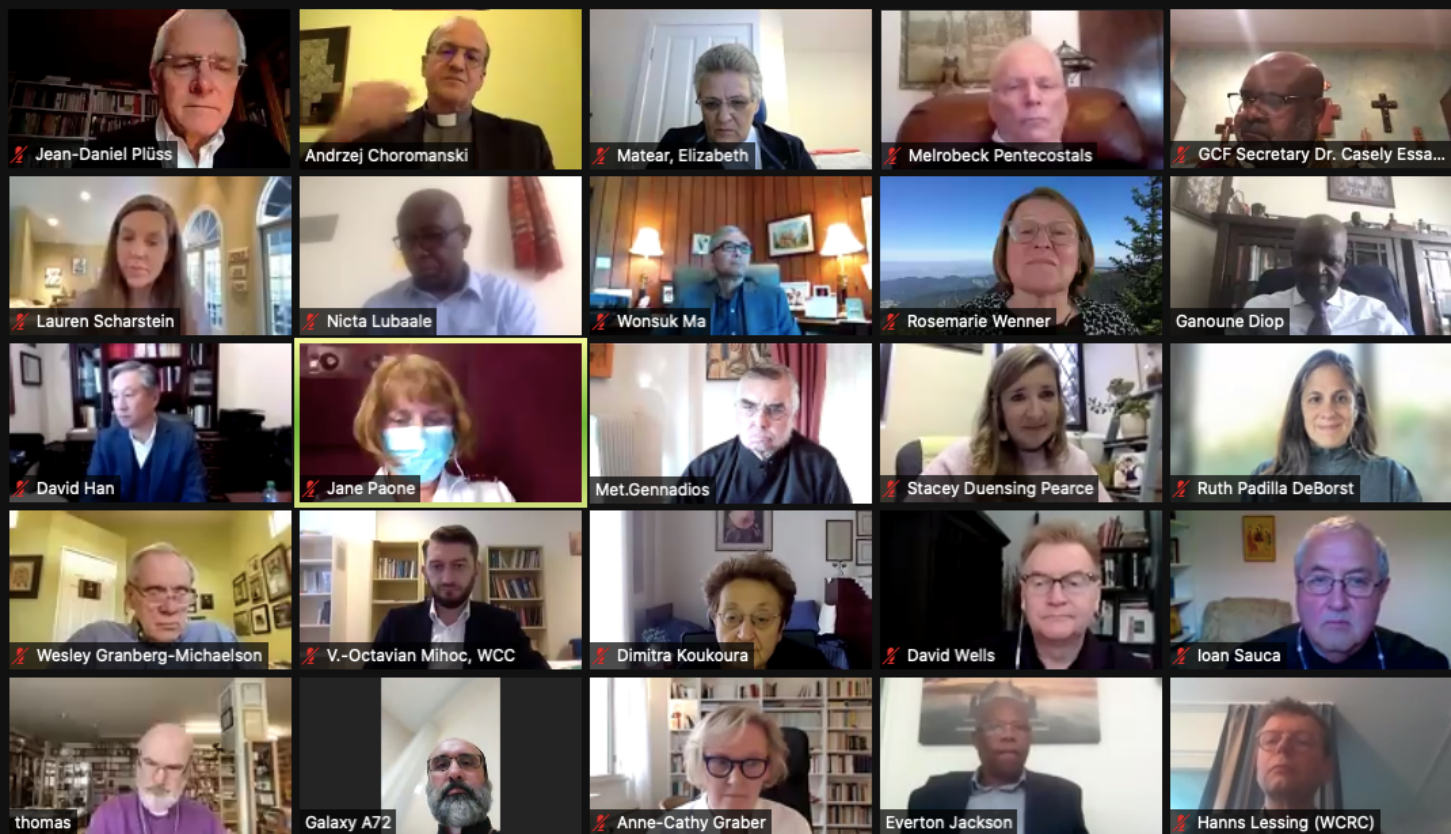 Jean-Daniel Plüss
Andrzej Choromanski
Matear, Elizabeth
Melrobeck Pentecostals
GCF Secretary Dr. Casely Essa...
Lauren Scharstein
Nicta Lubaale
Wonsuk Ma
Rosemarie Wenner
Ganoune Diop
David Han
Jane Paone
Met.Gennadios
Stacey Duensing Pearce
Ruth Padilla DeBorst
Wesley Granberg-Michaelson
V.-Octavian Mihoc, WCC
Dimitra Koukoura
David Wells
Ioan Sauca
thomas
Galaxy A72
Anne-Cathy Graber
Everton Jackson
Hanns Lessing (WCRC)